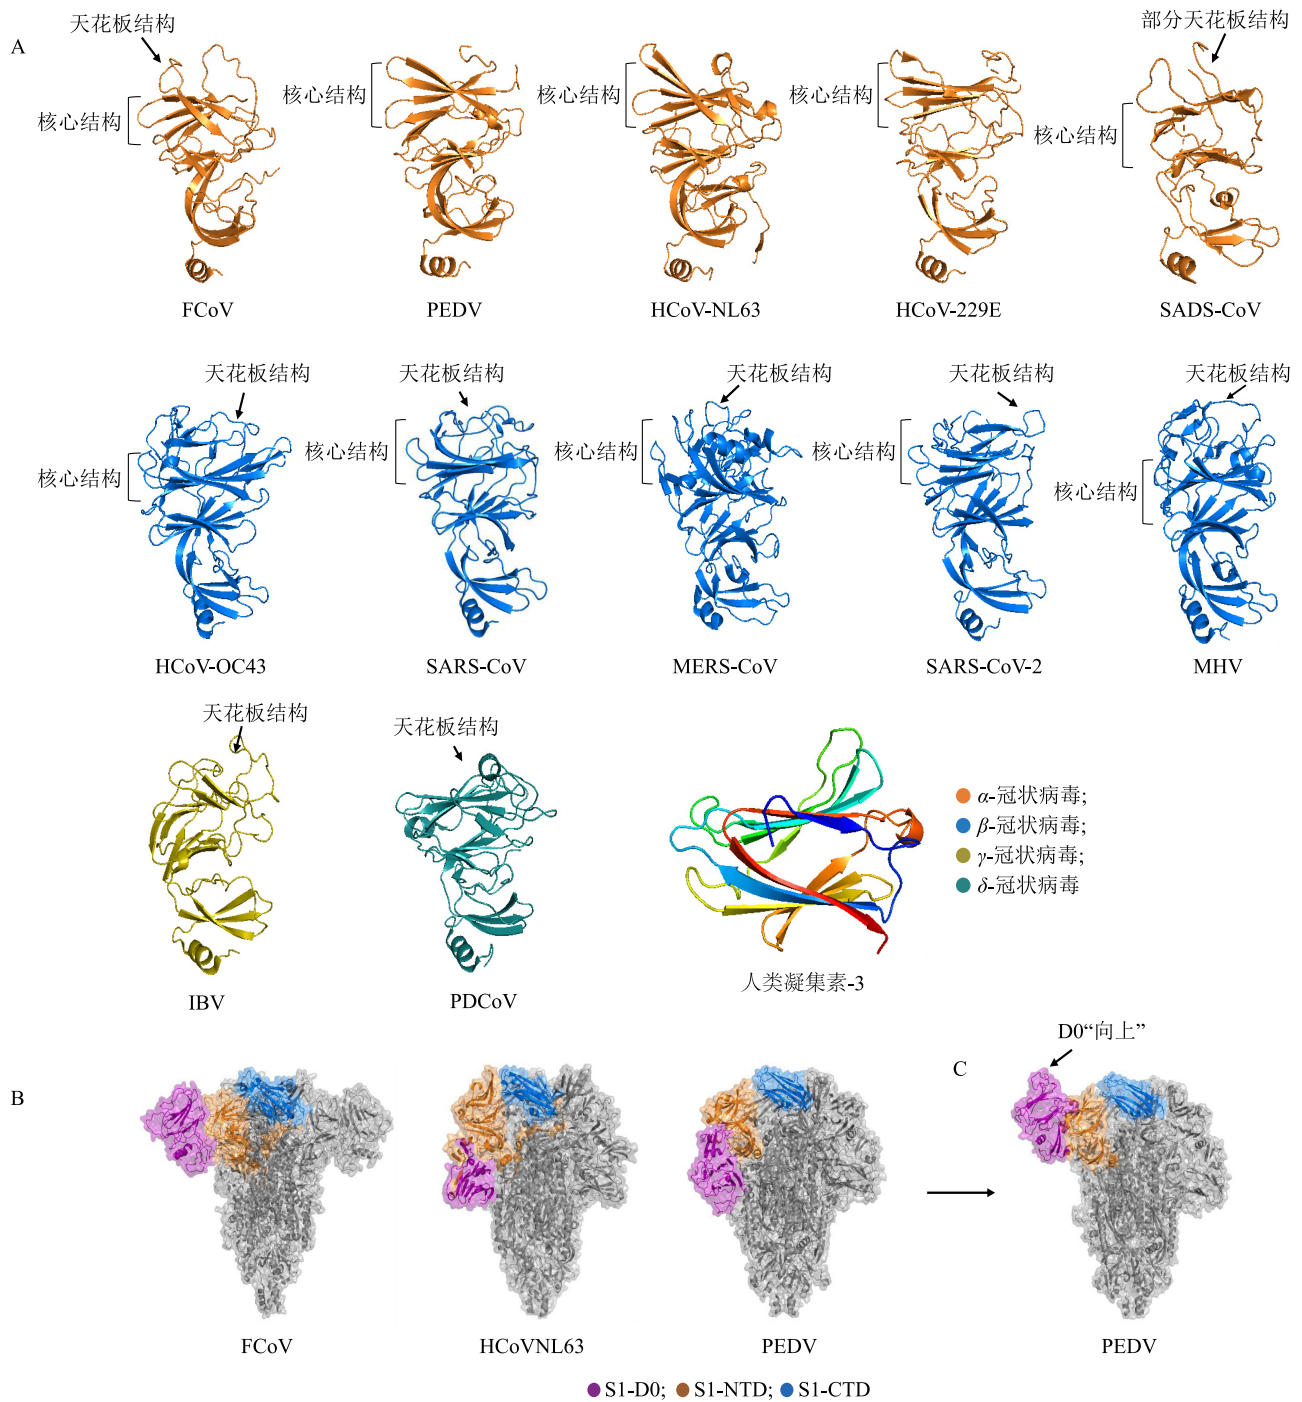 A
天花板结构
部分天花板结构
核心结构
核心结构
核心结构
核心结构
核心结构
FCoV
PEDV
HCoV-NL63
HCoV-229E
SADS-CoV
天花板结构
天花板结构
天花板结构
天花板结构
天花板结构
核心结构
核心结构
核心结构
核心结构
核心结构
HCoV-OC43
SARS-CoV
MERS-CoV
SARS-CoV-2
MHV
天花板结构
天花板结构
α-冠状病毒;
β-冠状病毒;
γ-冠状病毒;
δ-冠状病毒
IBV
PDCoV
人类凝集素-3
B
C
D0“向上”
FCoV
HCoVNL63
PEDV
PEDV
S1-D0; S1-NTD; S1-CTD